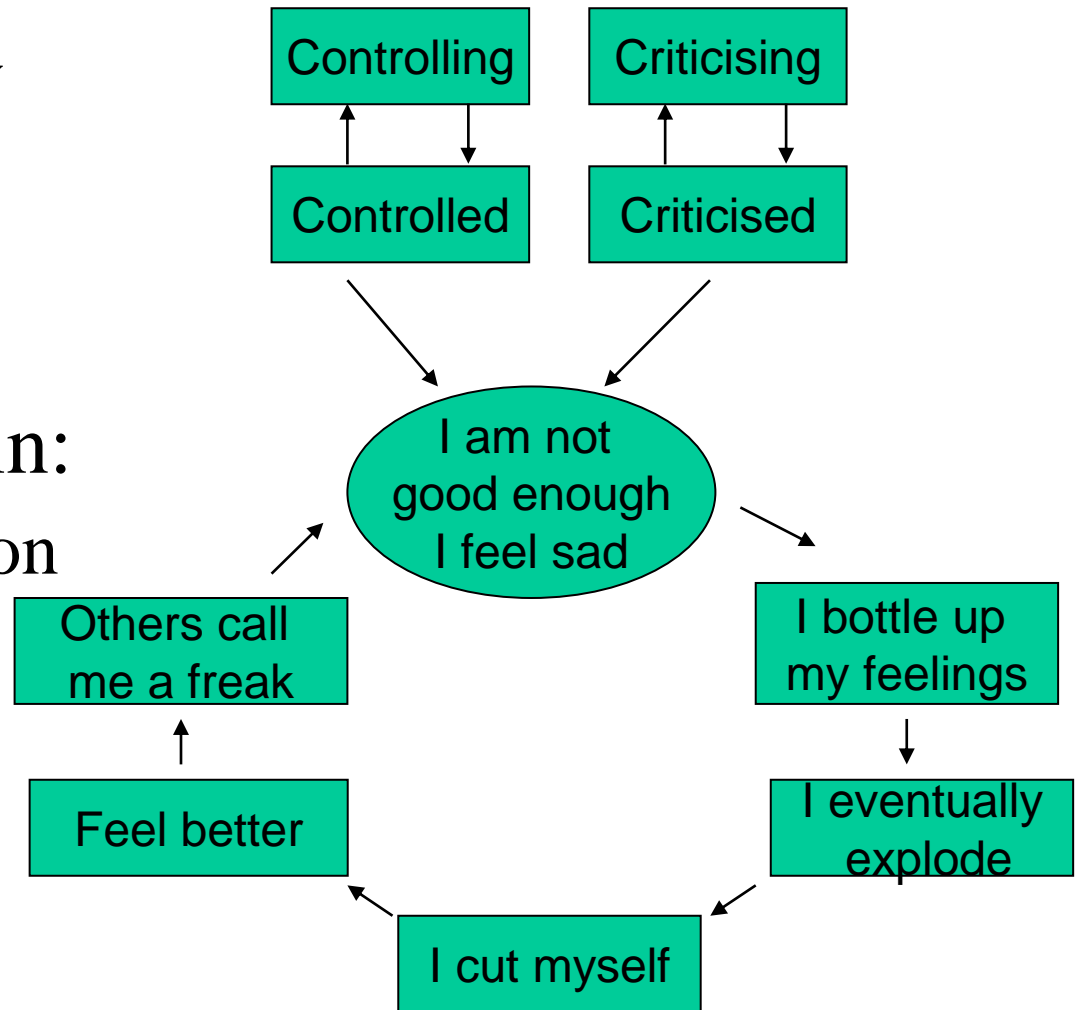 Controlling
Criticising
Controlled
Criticised
I am not
good enough
I feel sad
Others call
me a freak
I bottle up
my feelings
Feel better
I eventually
explode
I cut myself